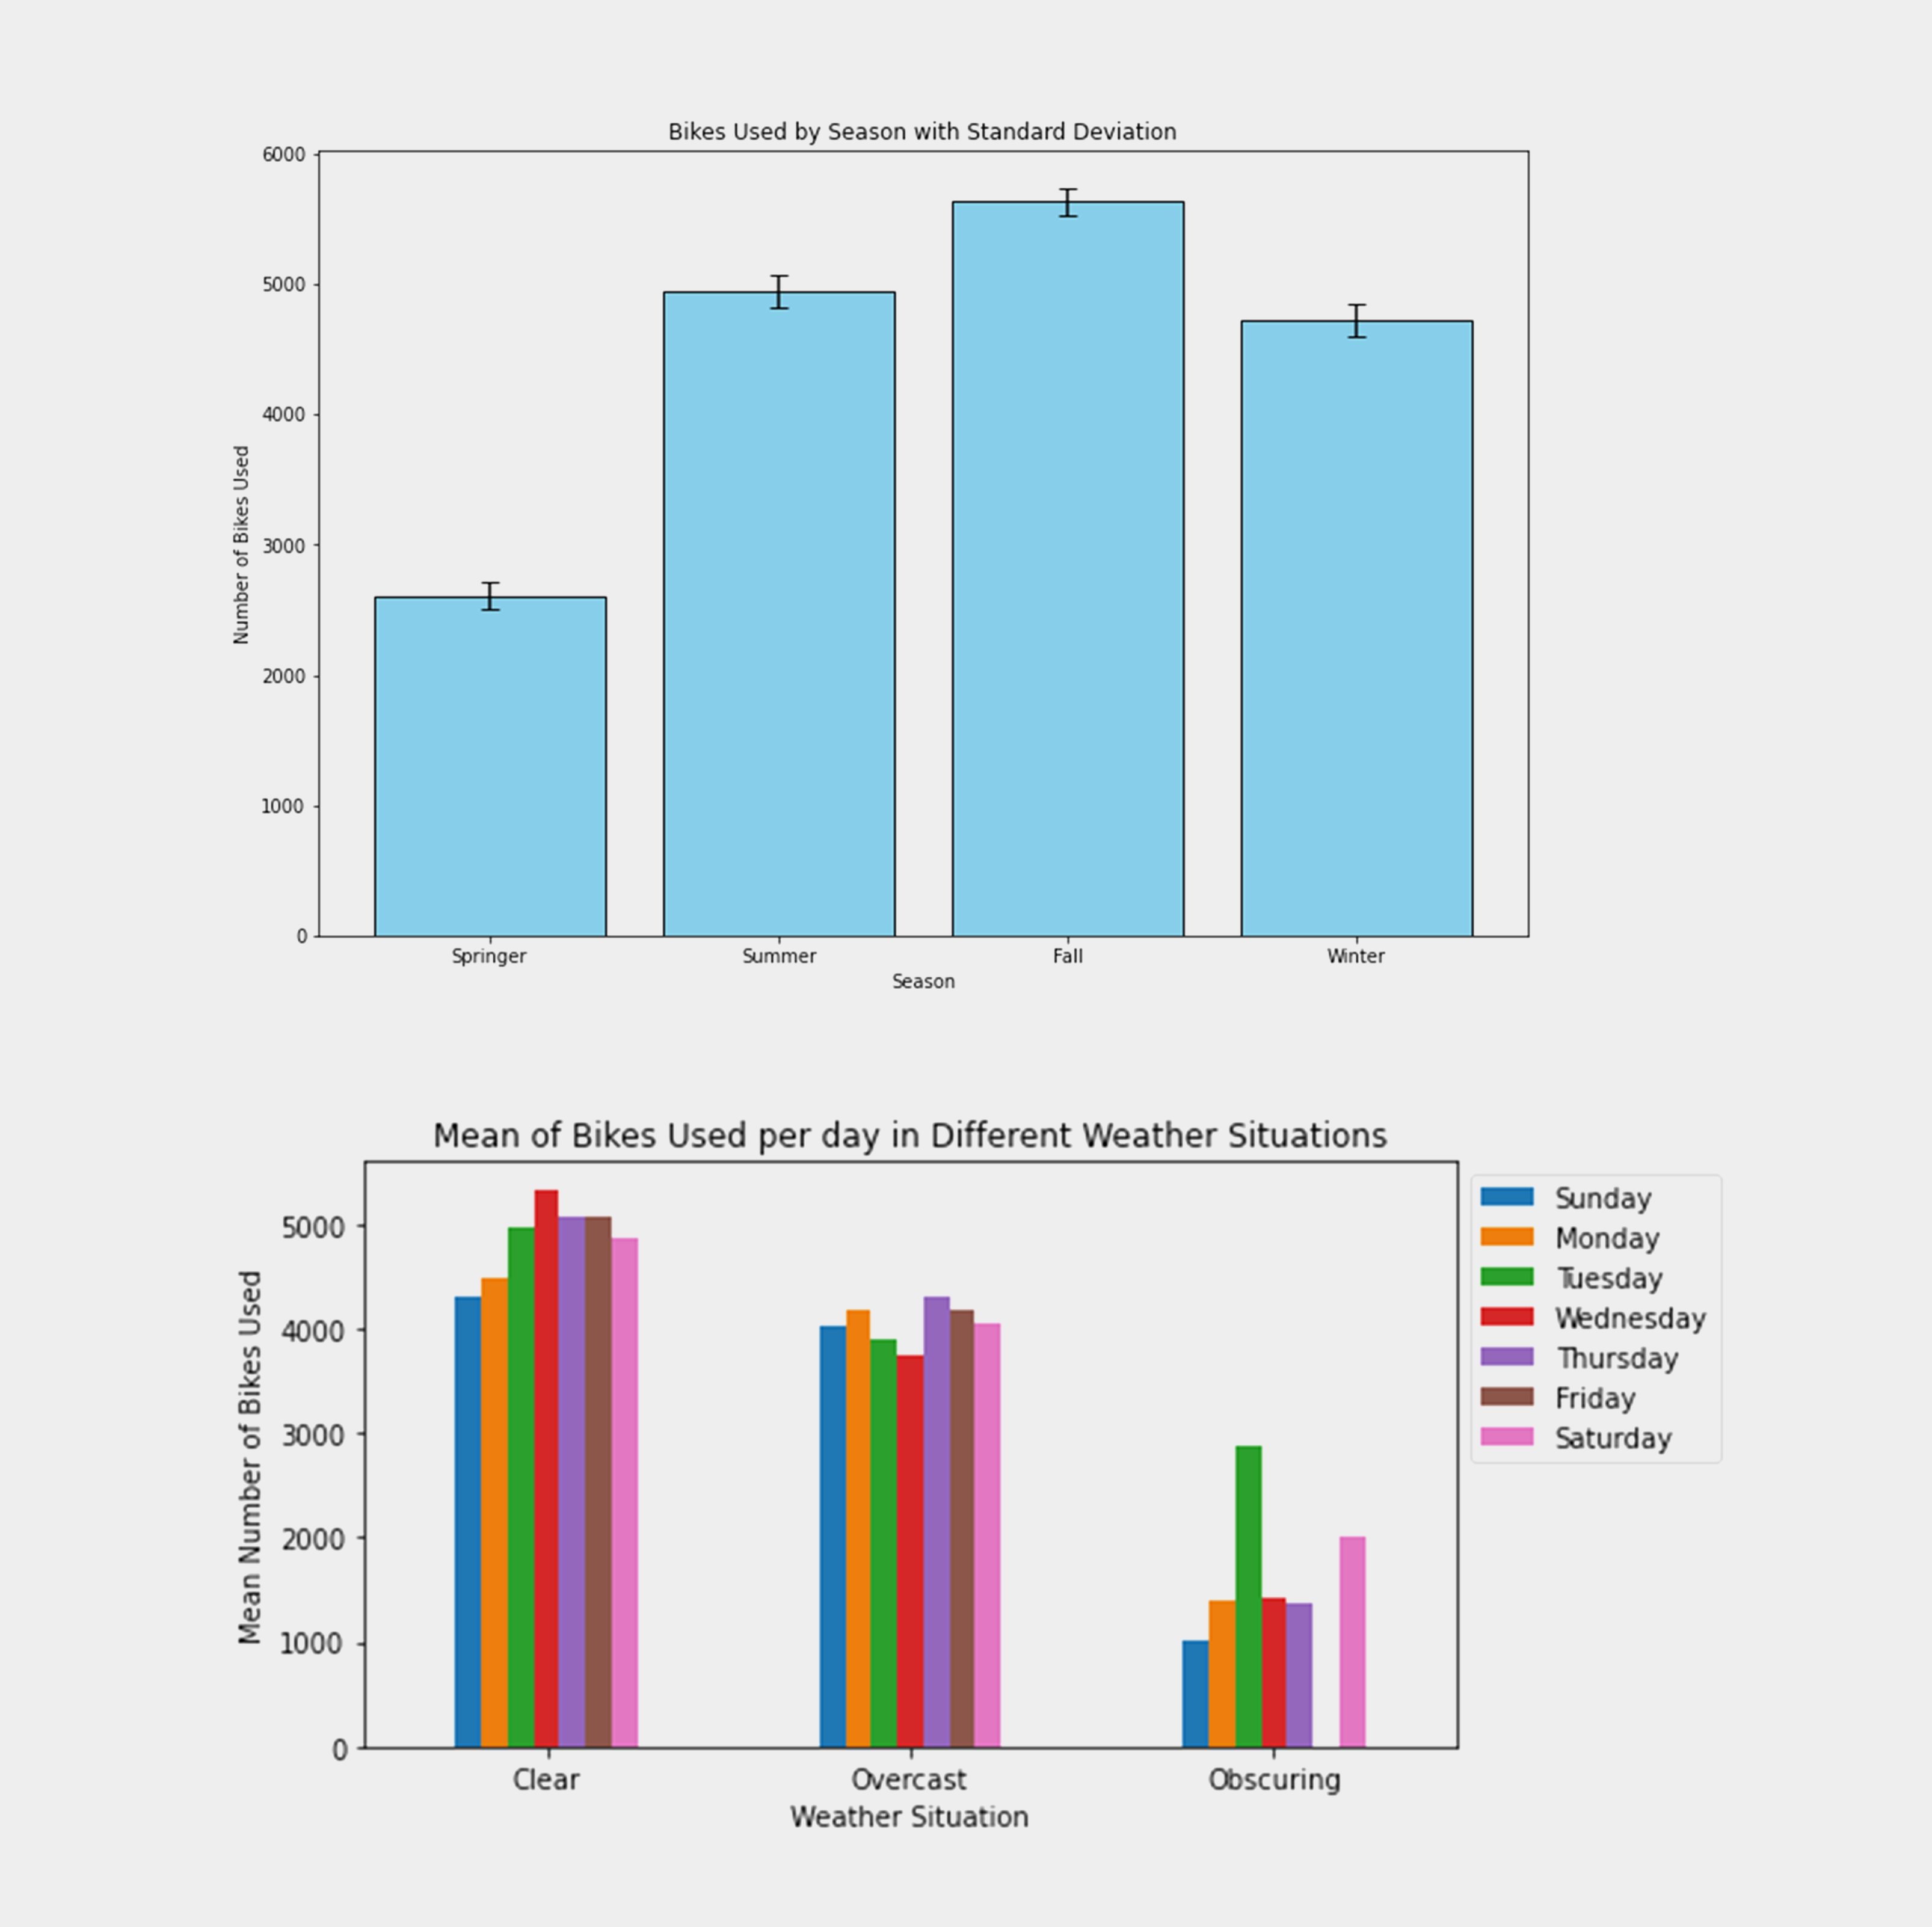 Bikes Used by Season with Standard Deviation
6000
5000
4000
3000
2000
1000
0
Number of Bikes Used
Springer Summer Fall Winter
Season
Mean of Bikes Used per day in Different Weather Situations
5000
4000
3000
2000
1000
0
Mean Number of Bikes Used
Clear Overcast Obscuring
Weather Situation
Sunday
Monday
Tuesday
Wednesday
Thursday
Friday
Saturday